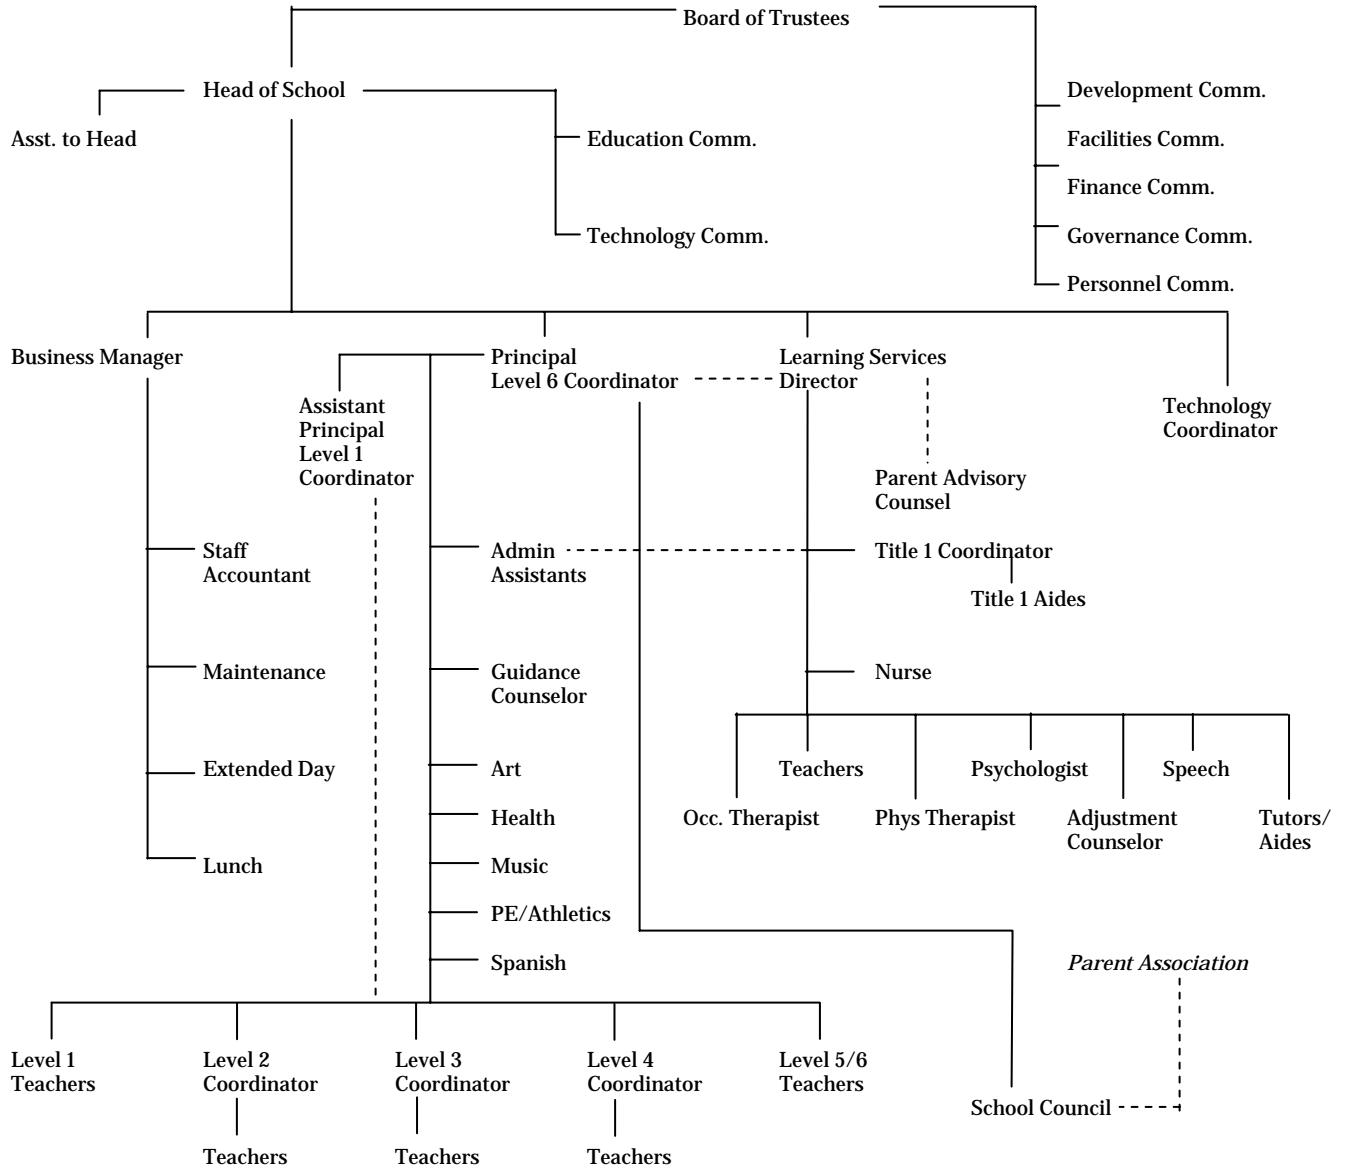 Board of Trustees
Head of School
Development Comm.
Asst. to Head
Education Comm.
Facilities Comm.
Finance Comm.
Technology Comm.
Governance Comm.
Personnel Comm.
Business Manager
Principal
Level 6 Coordinator
Learning Services
Director
Assistant
Principal
Level 1
Coordinator
Technology
Coordinator
Parent Advisory
Counsel
Staff
Accountant
Admin
Assistants
Title 1 Coordinator
Title 1 Aides
Maintenance
Guidance
Counselor
Nurse
Extended Day
Art
Teachers
Psychologist
Speech
Health
Occ. Therapist
Phys Therapist
Adjustment
Counselor
Tutors/
Aides
Lunch
Music
PE/Athletics
Spanish
Parent Association
Level 1
Teachers
Level 2
Coordinator
Level 3
Coordinator
Level 4
Coordinator
Level 5/6
Teachers
School Council
Teachers
Teachers
Teachers